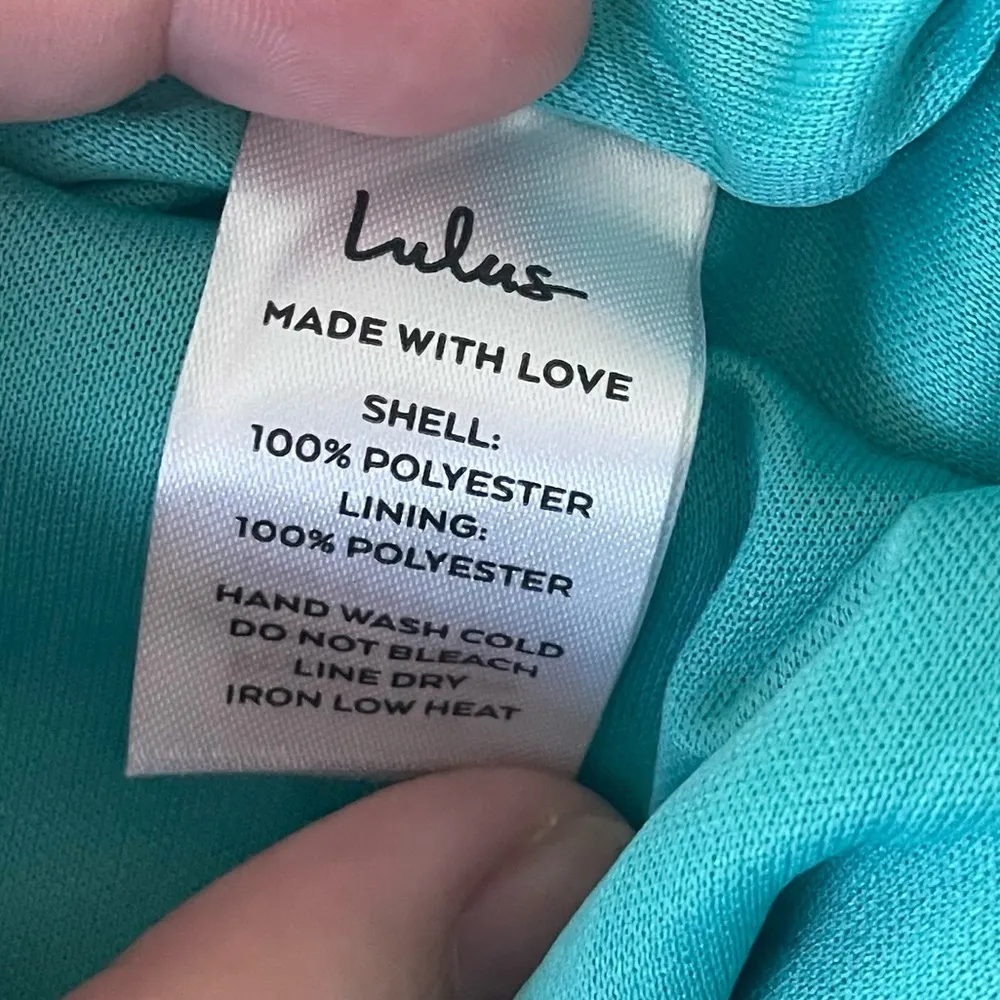 Lulus
MADE WITH LOVE
SHELL:
100% POLYESTER
LINING:
100% POLYESTER
HAND WASH COLD
DO NOT BLEACH
LINE DRY
IRON LOW HEAT